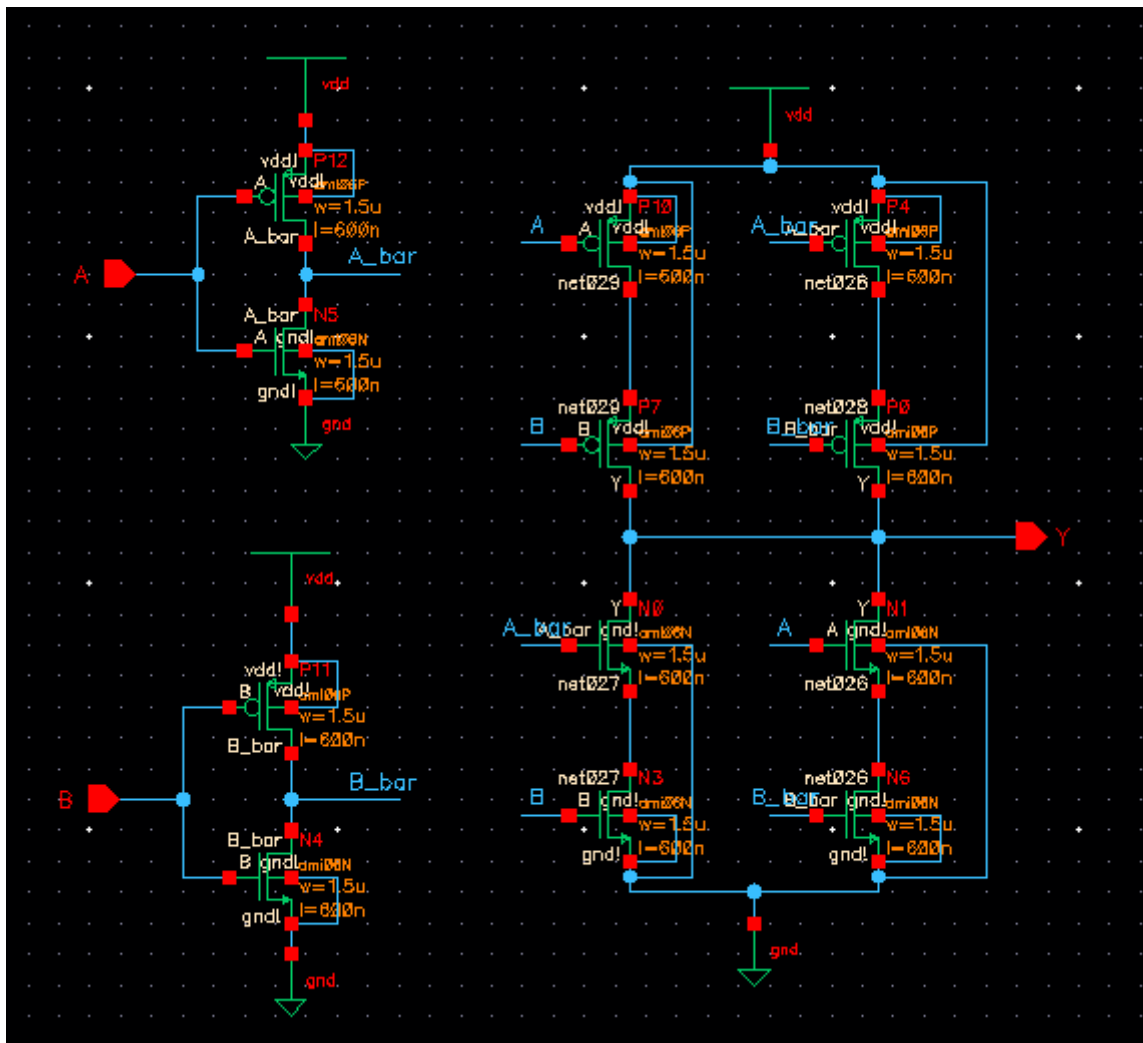 vdd
vdd! P12
A vdd! ami06P
w=1.5u
l=600n
A_bar
A_bar
A
A_bar N5
A gnd! ami06N
w=1.5u
l=600n
gnd!
gnd
vdd
vdd! P11
B vdd! ami06P
w=1.5u
l=600n
B_bar
B_bar
B
B_bar N4
B gnd! ami06N
w=1.5u
l=600n
gnd!
gnd
vdd
vdd! P10
A A vdd! ami06P
w=1.5u
l=600n
net029
vdd! P4
A_bar A_bar vdd! ami06P
w=1.5u
l=600n
net028
net029 P7
B B vdd! ami06P
w=1.5u
l=600n
Y
net028 P0
B_bar B_bar vdd! ami06P
w=1.5u
l=600n
Y
Y
Y N0
A_bar A_bar gnd! ami06N
w=1.5u
l=600n
net027
Y N1
A A gnd! ami06N
w=1.5u
l=600n
net026
net027 N3
B B gnd! ami06N
w=1.5u
gnd!
net026 N6
B_bar B_bar gnd! ami06N
w=1.5u
l=600n
gnd!
gnd